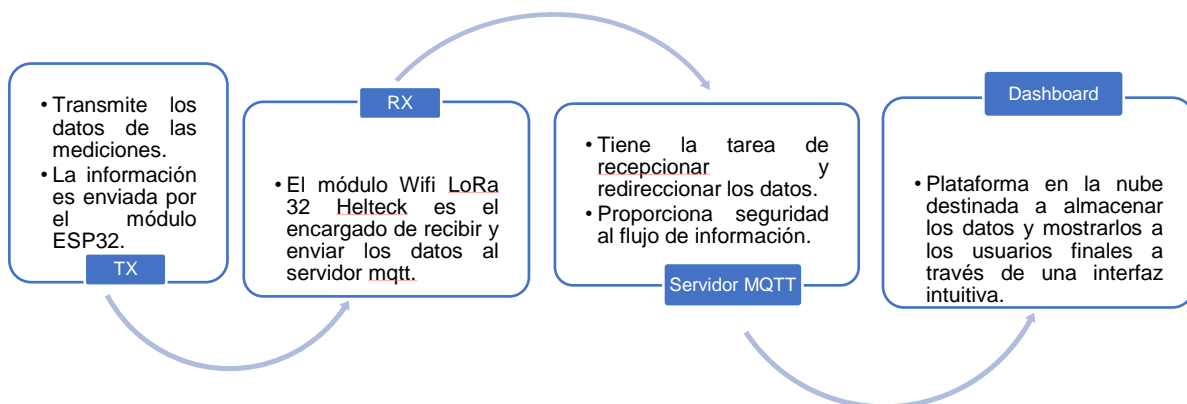 • Transmite los
datos de las
mediciones.
• La información
es enviada por
el módulo
ESP32.
TX
RX
• El módulo Wifi LoRa
32 Helteck es el
encargado de recibir y
enviar los datos al
servidor mqtt.
• Tiene la tarea de
recepcionar y
redireccionar los datos.
• Proporciona seguridad
al flujo de información.
Servidor MQTT
Dashboard
• Plataforma en la nube
destinada a almacenar
los datos y mostrarlos a
los usuarios finales a
través de una interfaz
intuitiva.